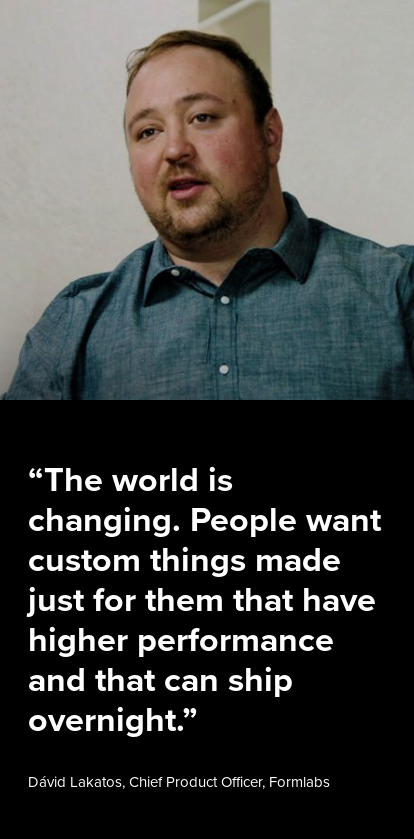 “The world is
changing. People want
custom things made
just for them that have
higher performance
and that can ship
overnight.”
Dávid Lakatos, Chief Product Officer, Formlabs